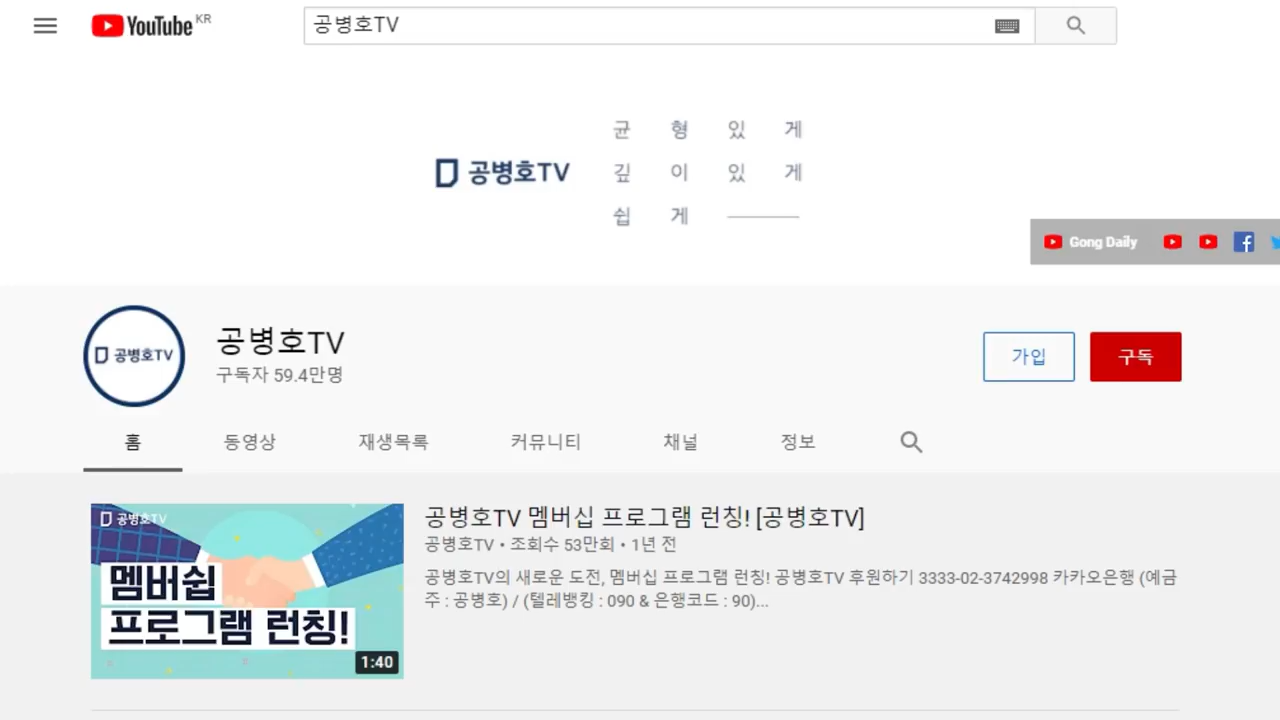 YouTube KR
공병호TV
균형있게
공병호TV
깊이있게
쉽게
Gong Daily
공병호TV
공병호TV
구독자 59.4만명
가입
구독
홈
동영상
재생목록
커뮤니티
채널
정보
공병호TV
멤버쉽
프로그램 런칭!
1:40
공병호TV 멤버십 프로그램 런칭! [공병호TV]
공병호TV • 조회수 53만회 • 1년 전
공병호TV의 새로운 도전, 멤버십 프로그램 런칭! 공병호TV 후원하기 3333-02-3742998 카카오은행 (예금
주 : 공병호) / (텔레뱅킹 : 090 & 은행코드 : 90)...